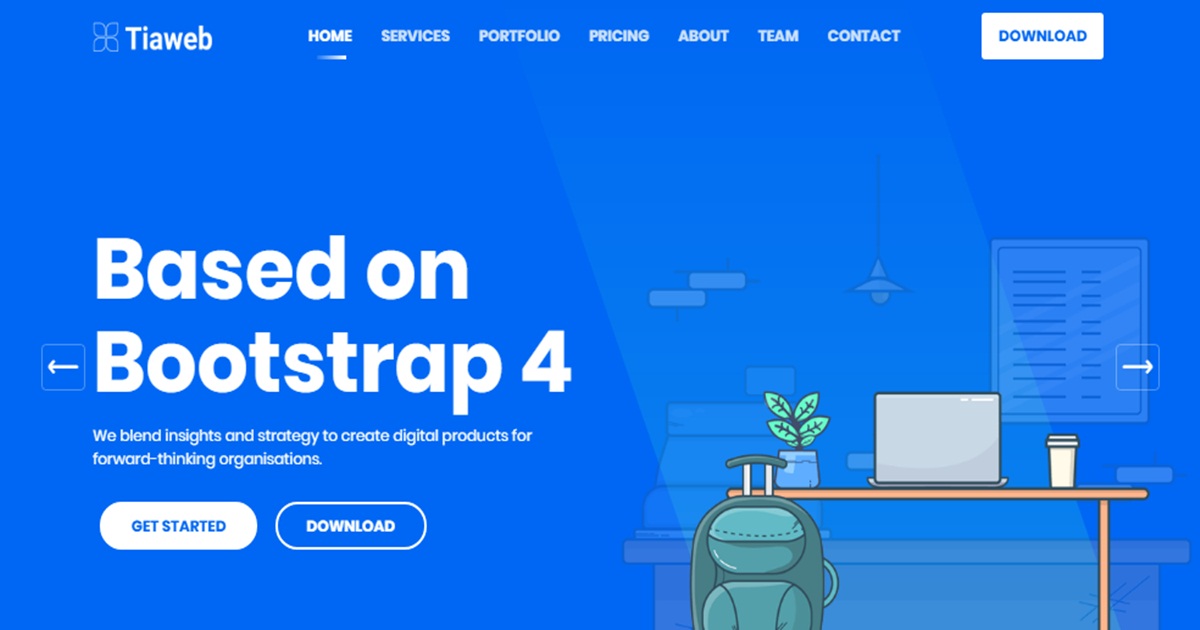 Tiaweb
HOME SERVICES PORTFOLIO PRICING ABOUT TEAM CONTACT
DOWNLOAD
Based on
Bootstrap 4
We blend insights and strategy to create digital products for
forward-thinking organisations.
GET STARTED
DOWNLOAD